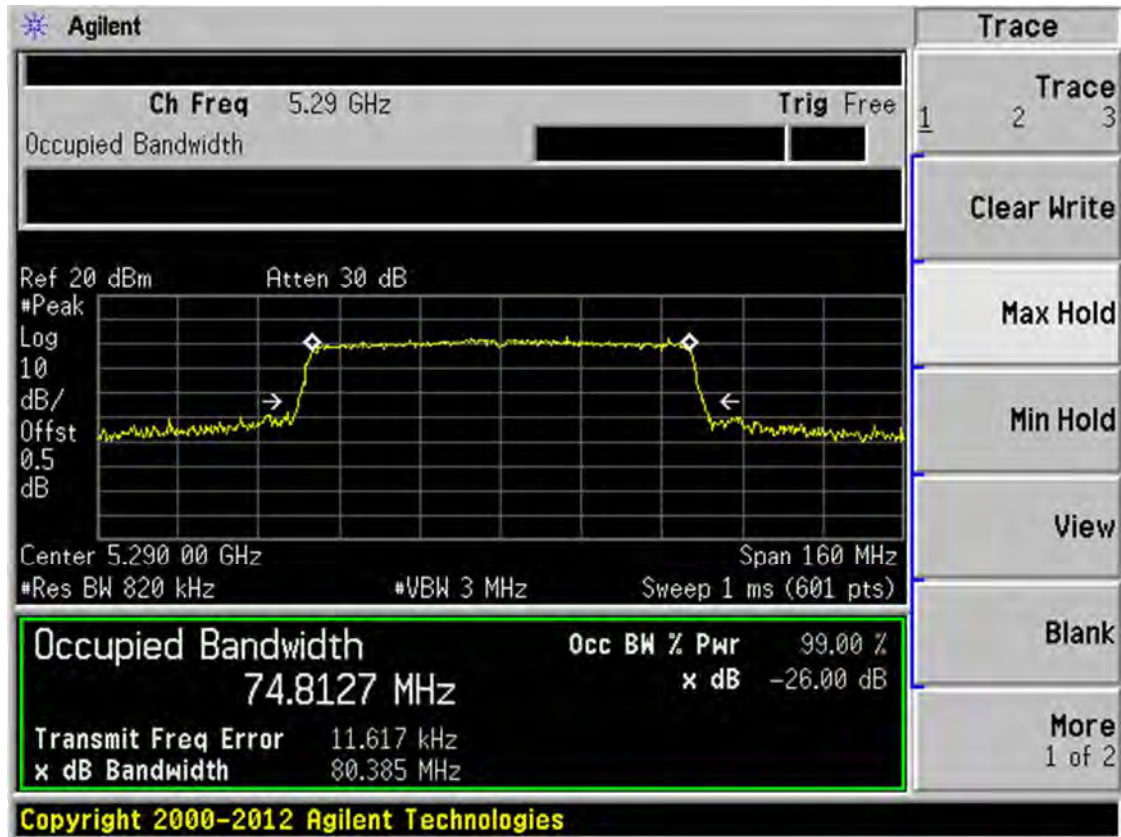 Agilent
Trace
Ch Freq 5.29 GHz Trig Free
Occupied Bandwidth
Trace
1 2 3
Clear Write
Max Hold
Min Hold
View
Blank
More
1 of 2
Ref 20 dBm Atten 30 dB
#Peak
Log
10
dB/
Offst
0.5
dB
Center 5.290 00 GHz Span 160 MHz
#Res BW 820 kHz #VBW 3 MHz Sweep 1 ms (601 pts)
Occupied Bandwidth Occ BW % Pwr 99.00 %
74.8127 MHz x dB -26.00 dB
Transmit Freq Error 11.617 kHz
x dB Bandwidth 80.385 MHz
Copyright 2000-2012 Agilent Technologies